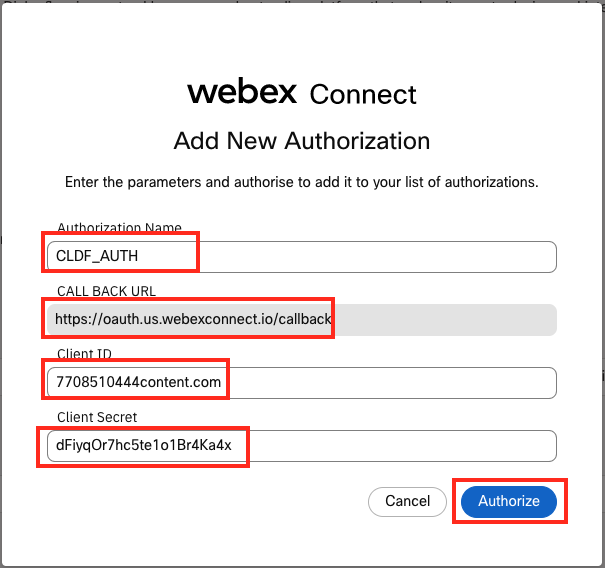 webex Connect
Add New Authorization
Enter the parameters and authorise to add it to your list of authorizations.
Authorization Name
CLDF_AUTH
CALL BACK URL
https://oauth.us.webexconnect.io/callback
Client ID
7708510444content.com
Client Secret
dFiyqOr7hc5te1o1Br4Ka4x
Cancel
Authorize